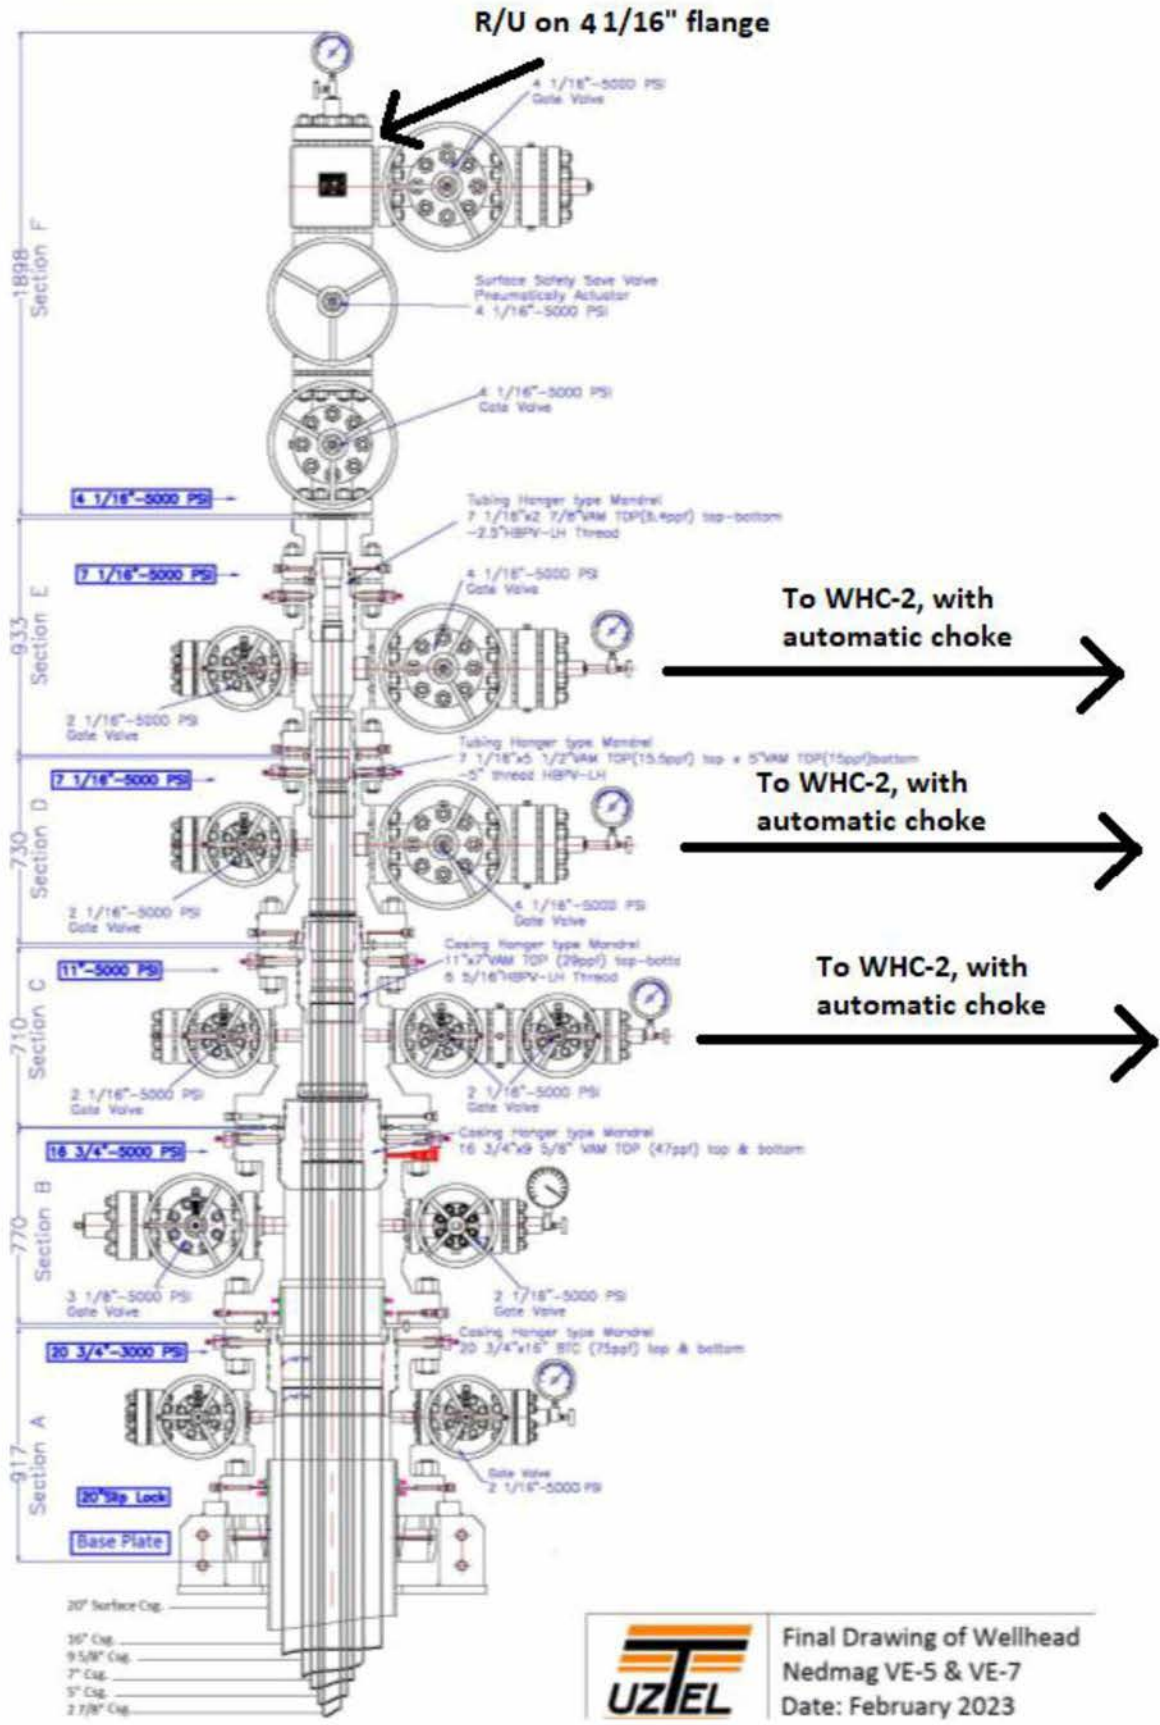 R/U on 4 1/16" flange
4 1/16"-5000 PSI
Gate Valve
1898
Section F
Surface Safety Save Valve
Pneumatically Actuator
4 1/16"-5000 PSI
4 1/16"-5000 PSI
Gate Valve
4 1/16"-5000 PSI
Tubing Hanger type Mandrel
7 1/16"x2 7/8"VAM TOP(6.4ppf) top-bottom
-2.5"HBPV-LH Thread
7 1/16"-5000 PSI
4 1/16"-5000 PSI
Gate Valve
933
Section E
To WHC-2, with
automatic choke
2 1/16"-5000 PSI
Gate Valve
Tubing Hanger type Mandrel
7 1/16"x5 1/2"VAM TOP(15.5ppf) top x 5"VAM TOP(15ppf)bottom
-5" thread HBPV-LH
7 1/16"-5000 PSI
730
Section D
To WHC-2, with
automatic choke
2 1/16"-5000 PSI
Gate Valve
4 1/16"-5000 PSI
Gate Valve
Casing Hanger type Mandrel
11"x7"VAM TOP (29ppf) top-botto
6 5/16"HBPV-LH Thread
11"-5000 PSI
710
Section C
To WHC-2, with
automatic choke
2 1/16"-5000 PSI
Gate Valve
2 1/16"-5000 PSI
Gate Valve
Casing Hanger type Mandrel
16 3/4"x9 5/8" VAM TOP (47ppf) top & bottom
16 3/4"-5000 PSI
770
Section B
3 1/8"-5000 PSI
Gate Valve
2 1/16"-5000 PSI
Gate Valve
Casing Hanger type Mandrel
20 3/4"x16" BTC (75ppf) top & bottom
20 3/4"-3000 PSI
917
Section A
Gate Valve
2 1/16"-5000 PSI
20"Slip Lock
Base Plate
20" Surface Csg.
16" Csg.
9 5/8" Csg.
7" Csg.
5" Csg.
2 7/8" Csg.
UZTEL
Final Drawing of Wellhead
Nedmag VE-5 & VE-7
Date: February 2023